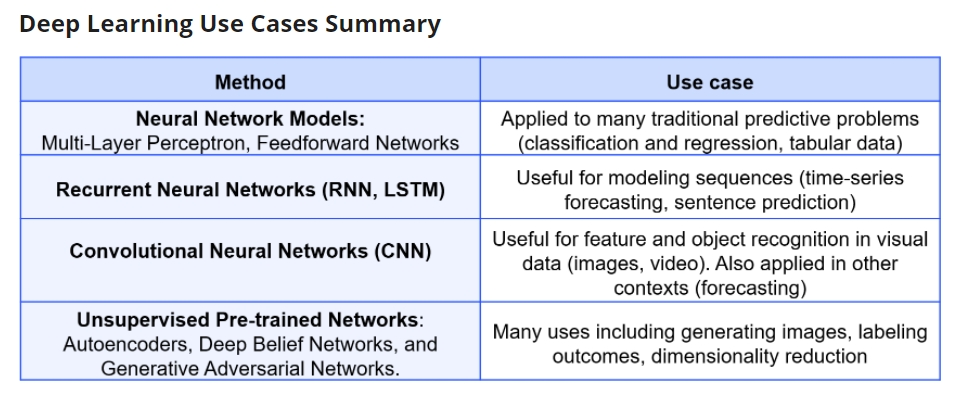 Deep Learning Use Cases Summary
Method
Use case
Neural Network Models:
Multi-Layer Perceptron, Feedforward Networks
Applied to many traditional predictive problems
(classification and regression, tabular data)
Recurrent Neural Networks (RNN, LSTM)
Useful for modeling sequences (time-series
forecasting, sentence prediction)
Convolutional Neural Networks (CNN)
Useful for feature and object recognition in visual
data (images, video). Also applied in other
contexts (forecasting)
Unsupervised Pre-trained Networks:
Autoencoders, Deep Belief Networks, and
Generative Adversarial Networks.
Many uses including generating images, labeling
outcomes, dimensionality reduction